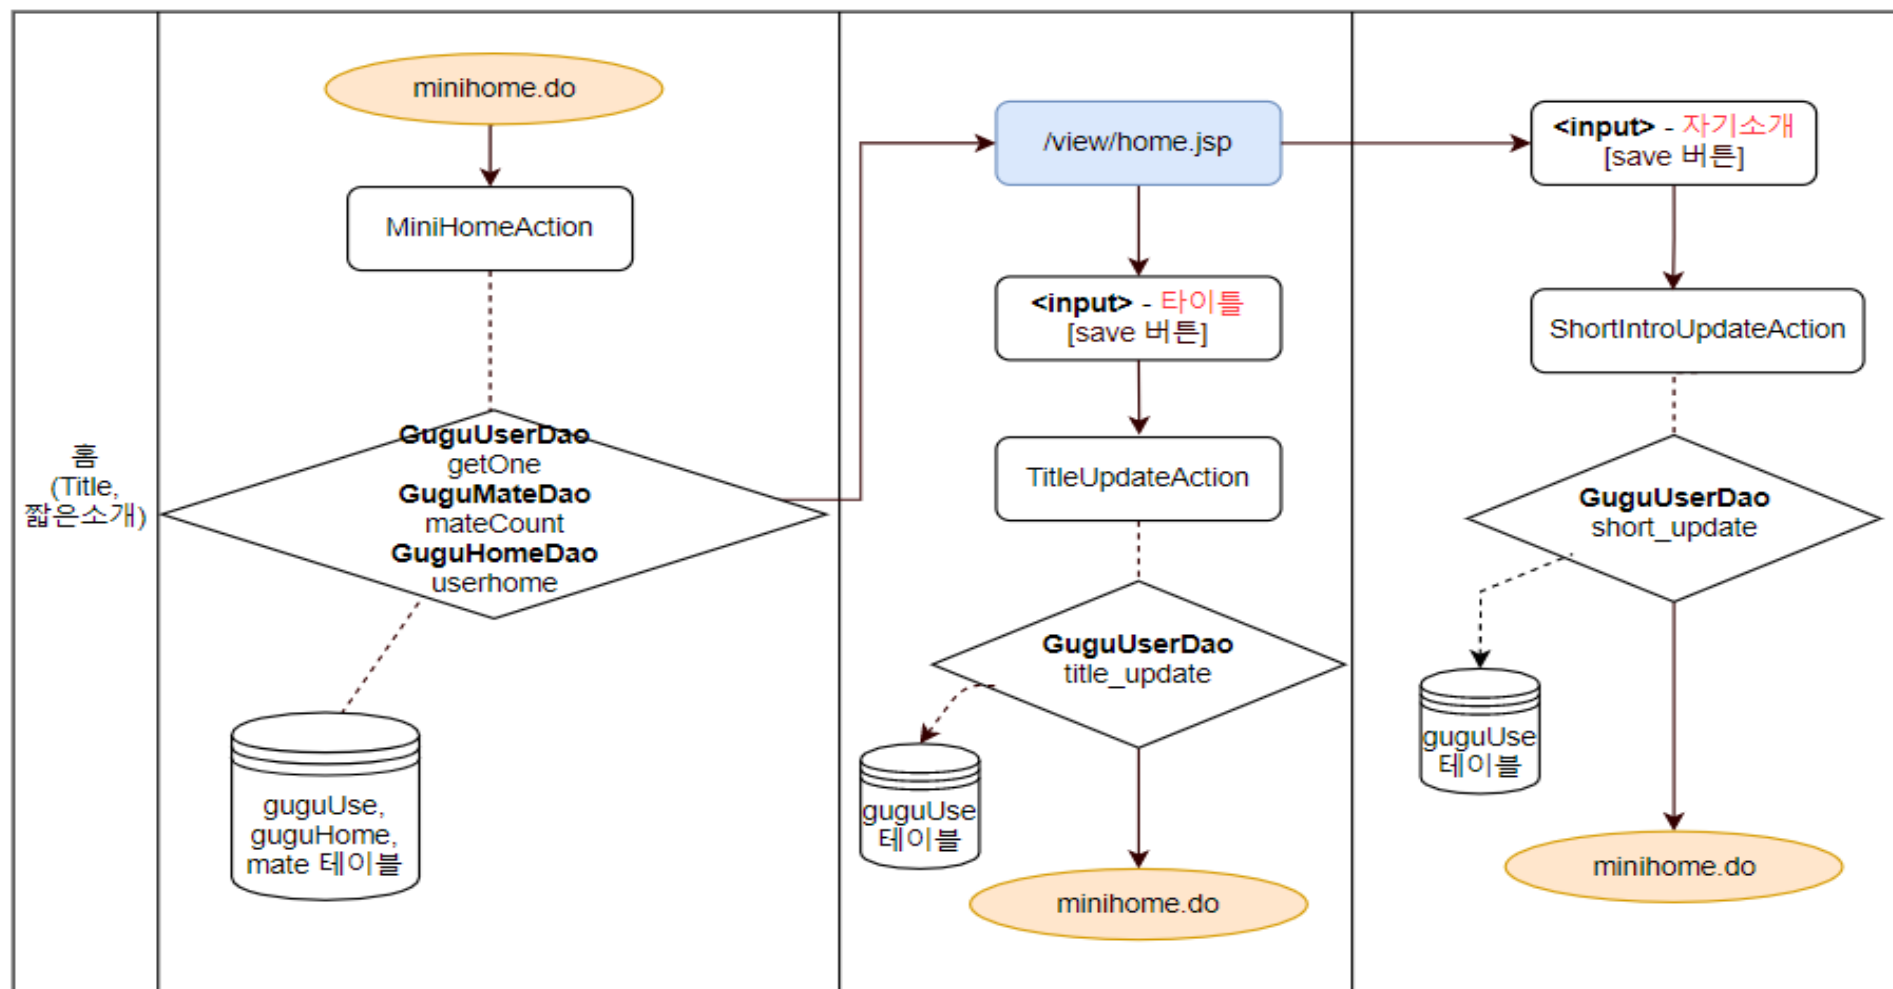 홈
(Title,
짧은소개)
minihome.do
MiniHomeAction
GuguUserDao
getOne
GuguMateDao
mateCount
GuguHomeDao
userhome
guguUse,
guguHome,
mate 테이블
/view/home.jsp
<input> - 타이틀
[save 버튼]
TitleUpdateAction
GuguUserDao
title_update
guguUse
테이블
minihome.do
<input> - 자기소개
[save 버튼]
ShortIntroUpdateAction
GuguUserDao
short_update
guguUse
테이블
minihome.do